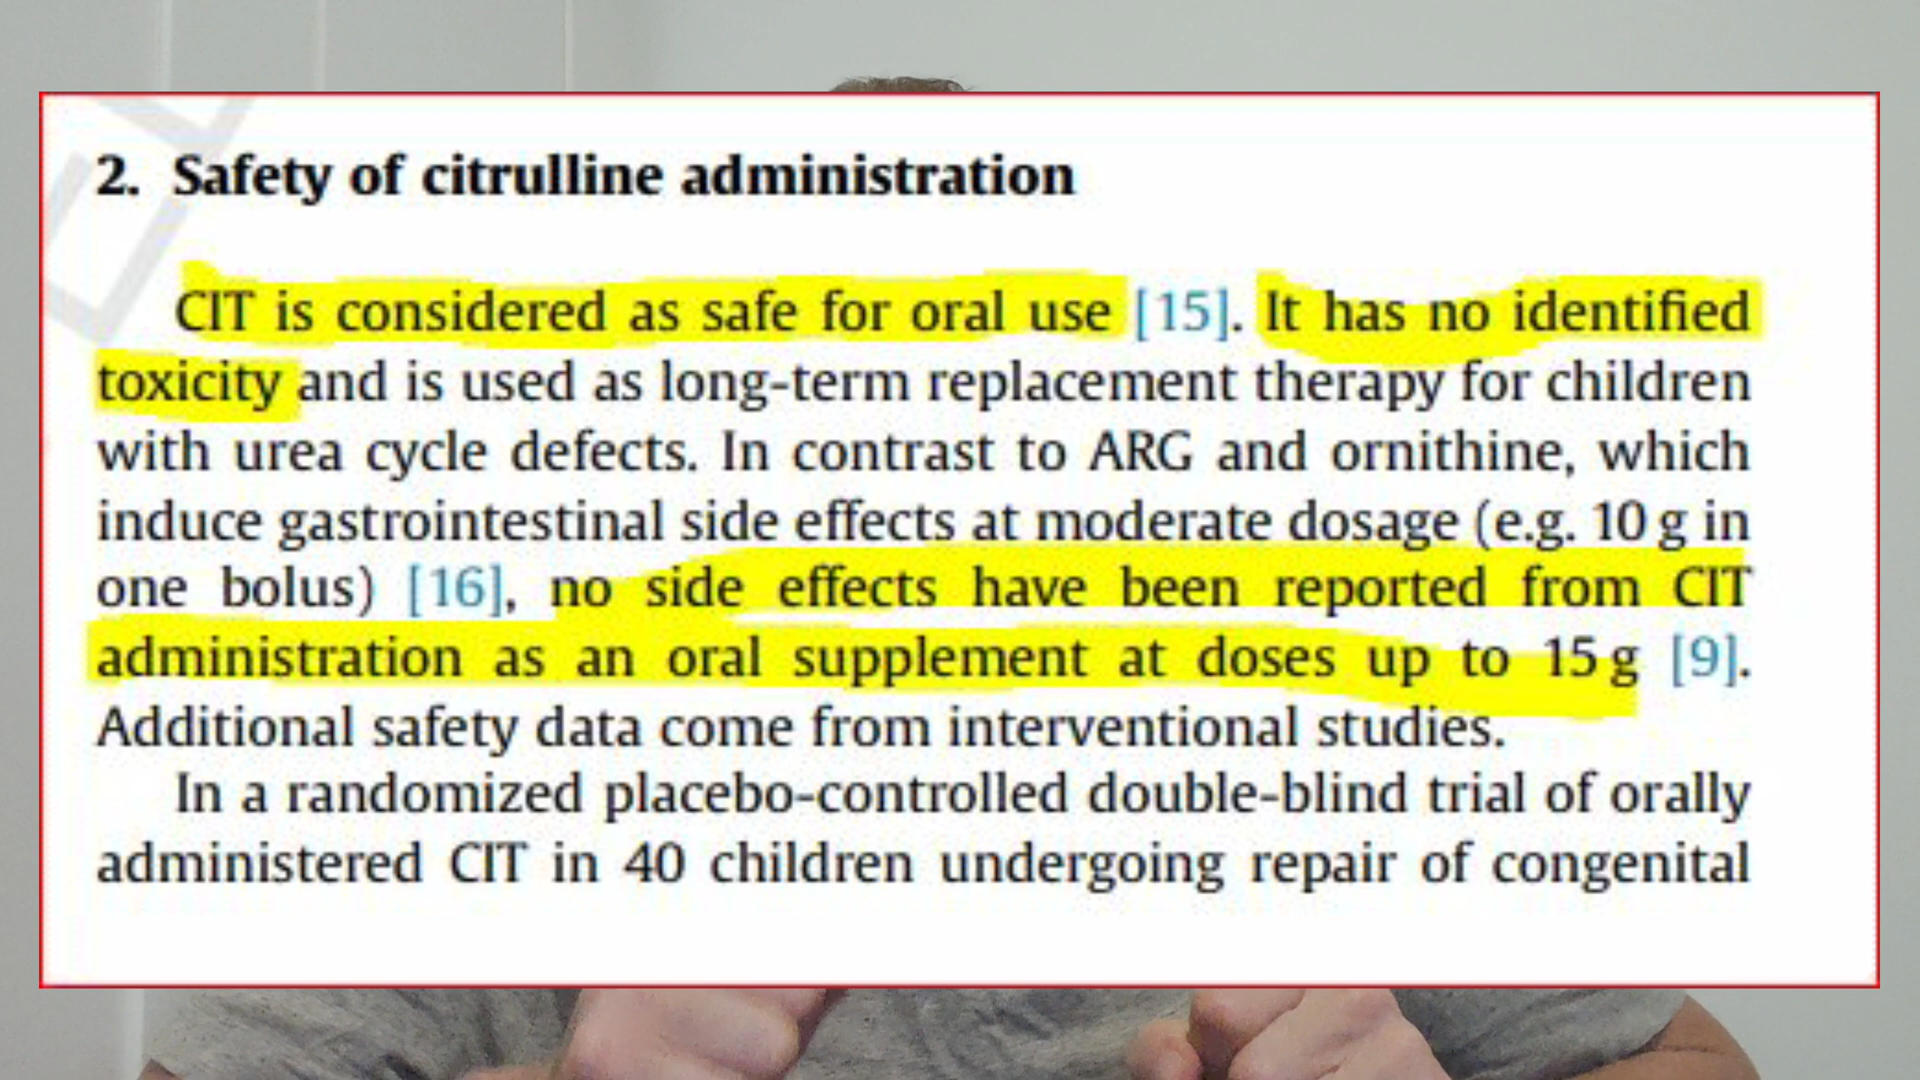 2. Safety of citrulline administration
CIT is considered as safe for oral use [15]. It has no identified
toxicity and is used as long-term replacement therapy for children
with urea cycle defects. In contrast to ARG and ornithine, which
induce gastrointestinal side effects at moderate dosage (e.g. 10 g in
one bolus) [16], no side effects have been reported from CIT
administration as an oral supplement at doses up to 15 g [9].
Additional safety data come from interventional studies.
In a randomized placebo-controlled double-blind trial of orally
administered CIT in 40 children undergoing repair of congenital